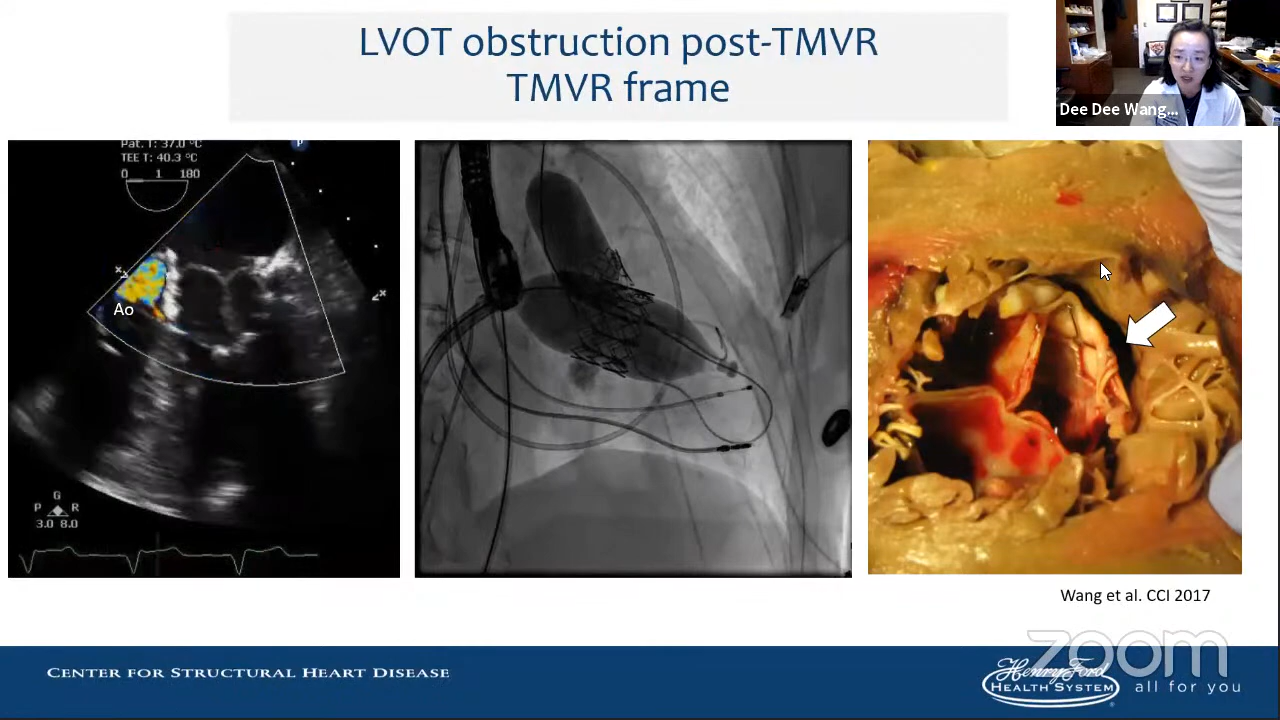 LVOT obstruction post-TMVR
TMVR frame
Dee Dee Wang...
Pat. T: 37.0 °C
TEE T: 40.3 °C
0 1 180
P
Ao
G
P R
3.0 8.0
Wang et al. CCI 2017
CENTER FOR STRUCTURAL HEART DISEASE
zoom
Henry Ford
HEALTH SYSTEM®
all for you